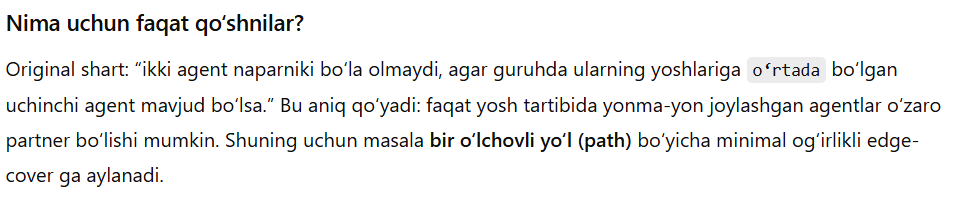 Nima uchun faqat qo‘shnilar?
Original shart: “ikki agent naparniki bo‘la olmaydi, agar guruhda ularning yoshlariga o‘rtada bo‘lgan
uchinchi agent mavjud bo‘lsa.” Bu aniq qo‘yadi: faqat yosh tartibida yonma-yon joylashgan agentlar o‘zaro
partner bo‘lishi mumkin. Shuning uchun masala bir o‘lchovli yo‘l (path) bo‘yicha minimal og‘irlikli edge-
cover ga aylanadi.